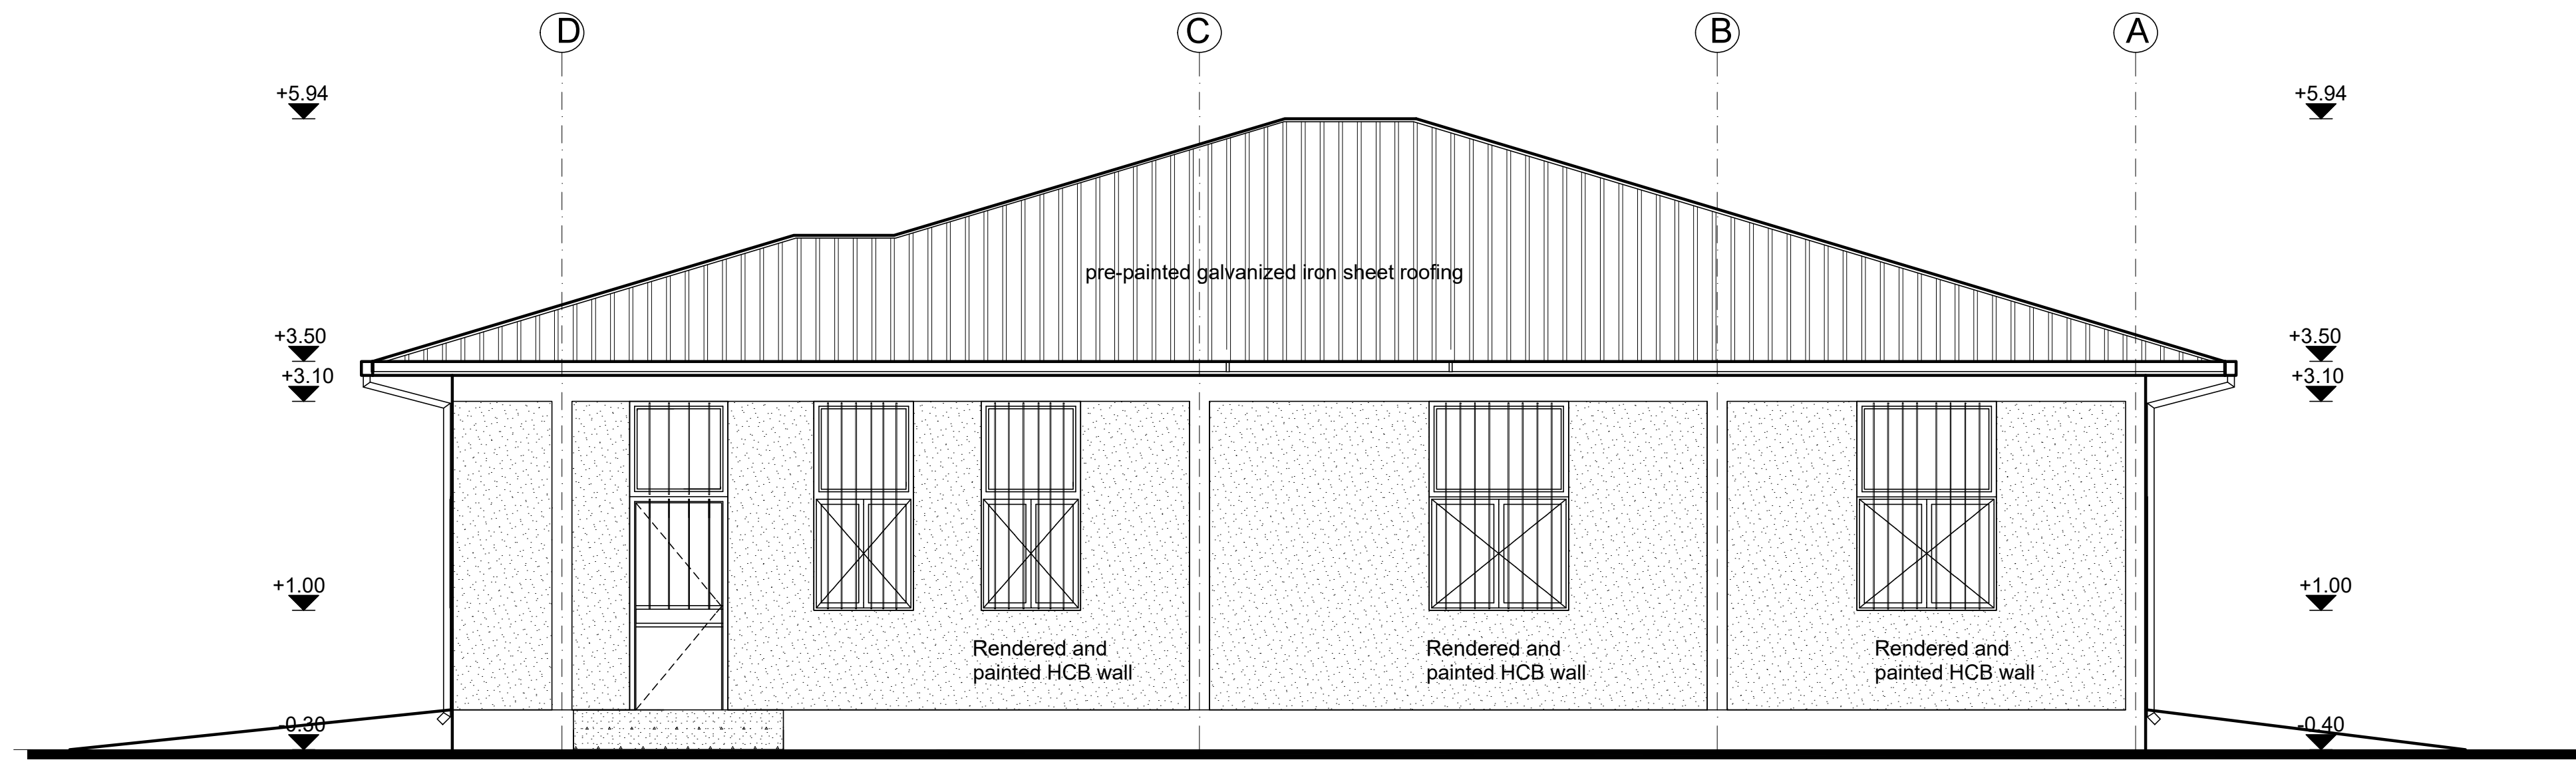 D
C
B
A
+5.94
+5.94
pre-painted galvanized iron sheet roofing
+3.50
+3.50
+3.10
+3.10
+1.00
+1.00
Rendered and
painted HCB wall
Rendered and
painted HCB wall
Rendered and
painted HCB wall
-0.30
-0.40